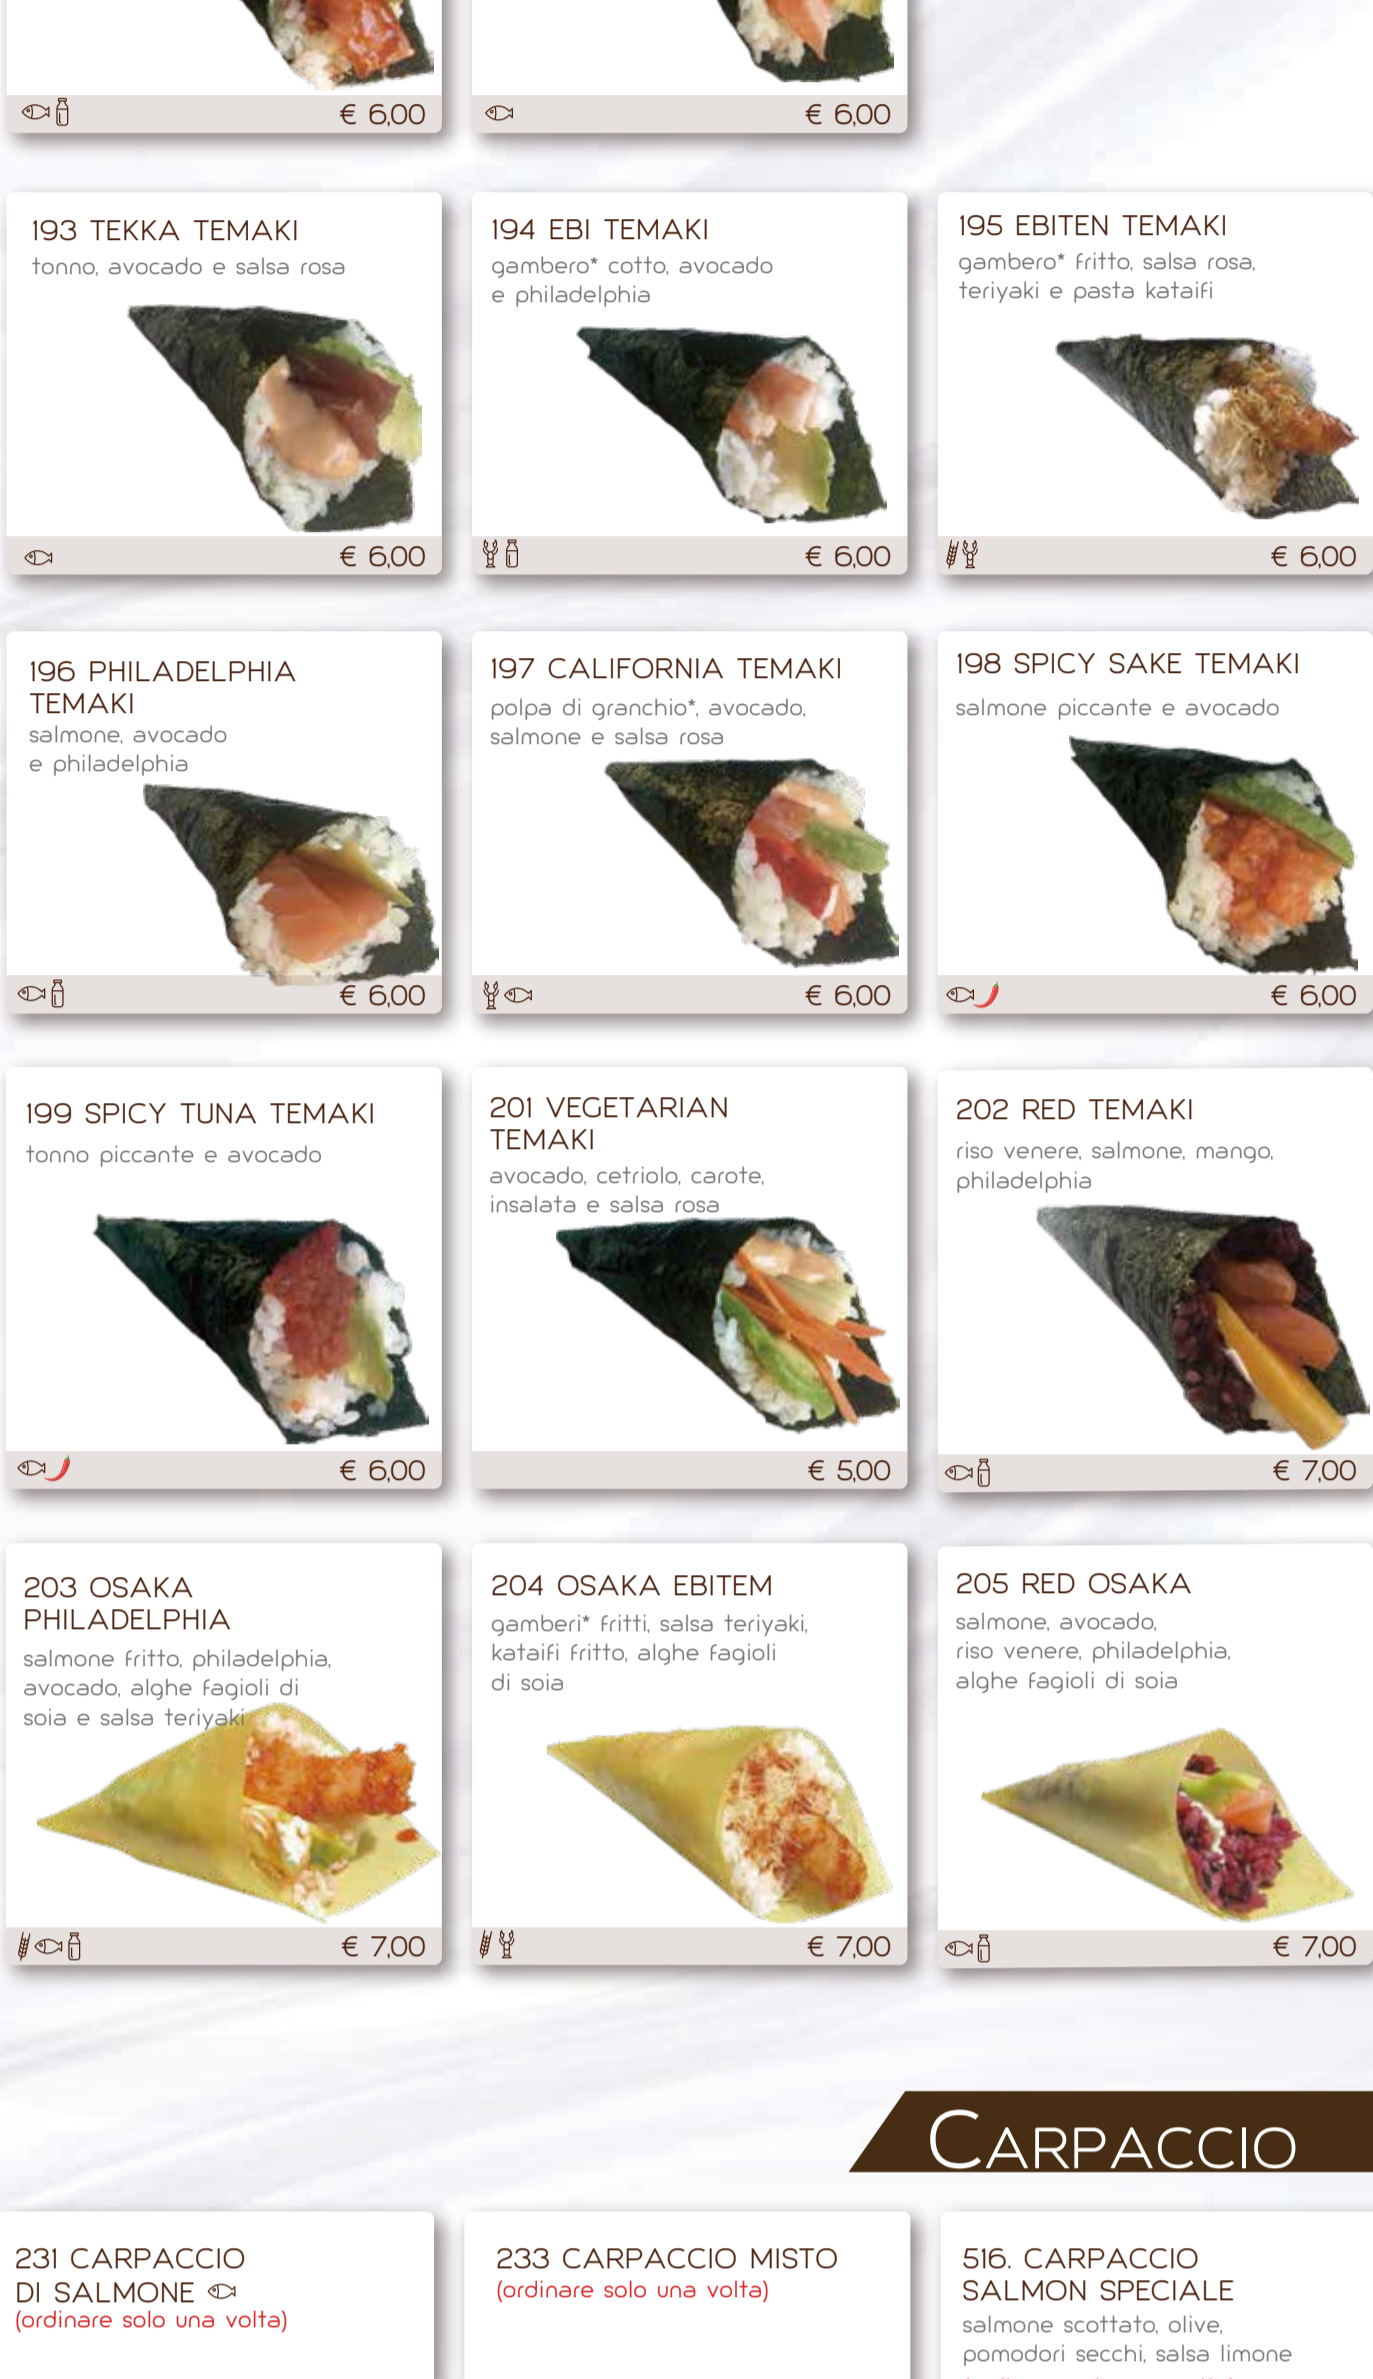 € 6,00
€ 6,00
193 TEKKA TEMAKI
tonno, avocado e salsa rosa
€ 6,00
194 EBI TEMAKI
gambero* cotto, avocado
e philadelphia
€ 6,00
195 EBITEN TEMAKI
gambero* fritto, salsa rosa,
teriyaki e pasta kataifi
€ 6,00
196 PHILADELPHIA
TEMAKI
salmone, avocado
e philadelphia
€ 6,00
197 CALIFORNIA TEMAKI
polpa di granchio*, avocado,
salmone e salsa rosa
€ 6,00
198 SPICY SAKE TEMAKI
salmone piccante e avocado
€ 6,00
199 SPICY TUNA TEMAKI
tonno piccante e avocado
€ 6,00
201 VEGETARIAN
TEMAKI
avocado, cetriolo, carote,
insalata e salsa rosa
€ 5,00
202 RED TEMAKI
riso venere, salmone, mango,
philadelphia
€ 7,00
203 OSAKA
PHILADELPHIA
salmone fritto, philadelphia,
avocado, alghe fagioli di
soia e salsa teriyaki
€ 7,00
204 OSAKA EBITEM
gamberi* fritti, salsa teriyaki,
kataifi fritto, alghe fagioli
di soia
€ 7,00
205 RED OSAKA
salmone, avocado,
riso venere, philadelphia,
alghe fagioli di soia
€ 7,00
CARPACCIO
231 CARPACCIO
DI SALMONE
(ordinare solo una volta)
233 CARPACCIO MISTO
(ordinare solo una volta)
516. CARPACCIO
SALMON SPECIALE
salmone scottato, olive,
pomodori secchi, salsa limone